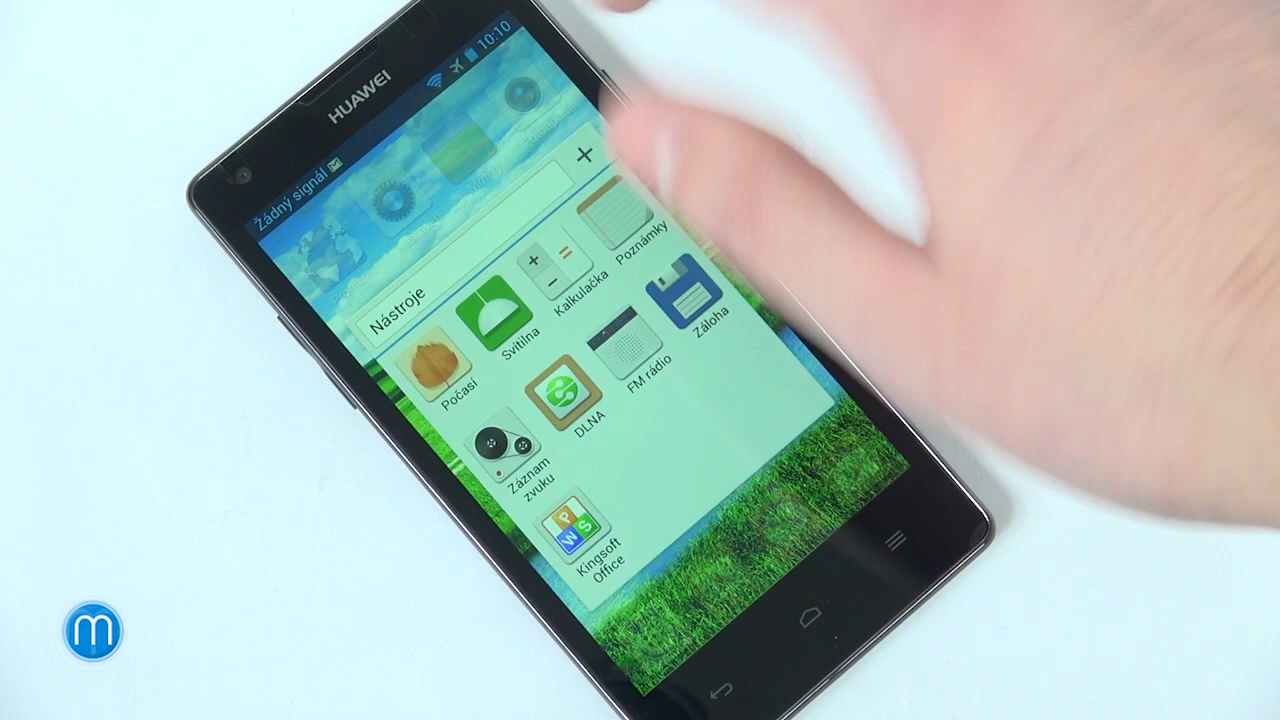 HUAWEI
Žádný signál
10:10
Nástroje
+
Počasí
Svítilna
Kalkulačka
Poznámky
Záznam
zvuku
DLNA
FM rádio
Záloha
P
W S
Kingsoft
Office
m